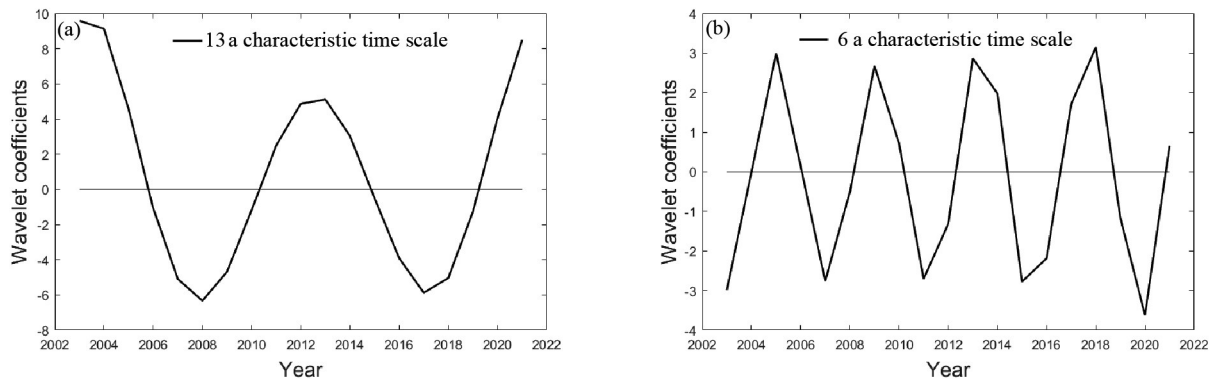 (a)
13 a characteristic time scale
10
8
6
4
2
0
-2
-4
-6
-8
Wavelet coefficients
2002 2004 2006 2008 2010 2012 2014 2016 2018 2020 2022
Year
(b)
6 a characteristic time scale
4
3
2
1
0
-1
-2
-3
-4
Wavelet coefficients
2002 2004 2006 2008 2010 2012 2014 2016 2018 2020 2022
Year